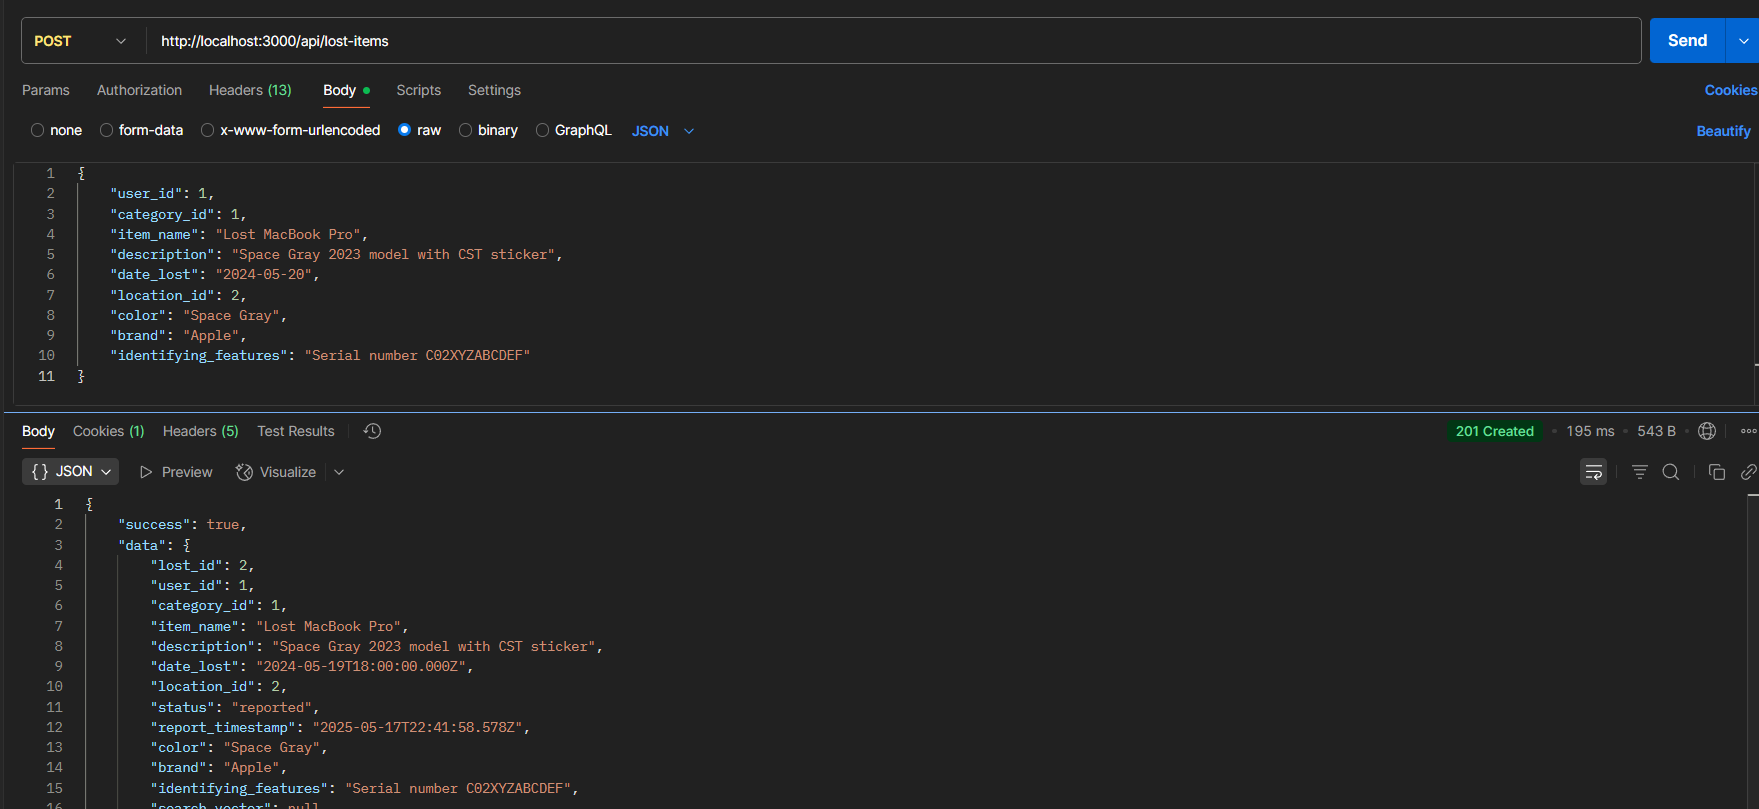 POST http://localhost:3000/api/lost-items Send
Params Authorization Headers (13) Body Scripts Settings Cookies
none form-data x-www-form-urlencoded raw binary GraphQL JSON Beautify
1 {
2 "user_id": 1,
3 "category_id": 1,
4 "item_name": "Lost MacBook Pro",
5 "description": "Space Gray 2023 model with CST sticker",
6 "date_lost": "2024-05-20",
7 "location_id": 2,
8 "color": "Space Gray",
9 "brand": "Apple",
10 "identifying_features": "Serial number C02XYZABCDEF"
11 }
Body Cookies (1) Headers (5) Test Results 201 Created 195 ms 543 B
{} JSON Preview Visualize
1 {
2 "success": true,
3 "data": {
4 "lost_id": 2,
5 "user_id": 1,
6 "category_id": 1,
7 "item_name": "Lost MacBook Pro",
8 "description": "Space Gray 2023 model with CST sticker",
9 "date_lost": "2024-05-19T18:00:00.000Z",
10 "location_id": 2,
11 "status": "reported",
12 "report_timestamp": "2025-05-17T22:41:58.578Z",
13 "color": "Space Gray",
14 "brand": "Apple",
15 "identifying_features": "Serial number C02XYZABCDEF",
16 "search_vector": null